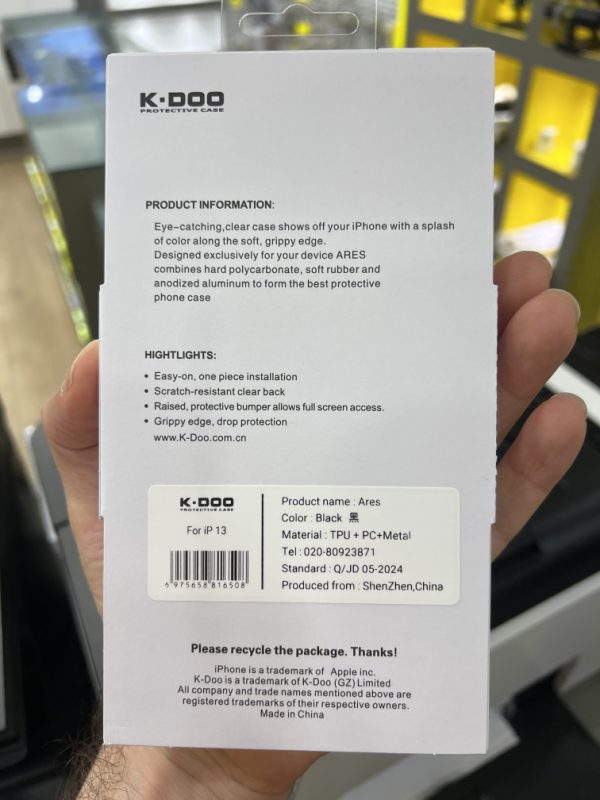 K·DOO
PROTECTIVE CASE
PRODUCT INFORMATION:
Eye-catching,clear case shows off your iPhone with a splash
of color along the soft, grippy edge.
Designed exclusively for your device ARES
combines hard polycarbonate, soft rubber and
anodized aluminum to form the best protective
phone case
HIGHTLIGHTS:
• Easy-on, one piece installation
• Scratch-resistant clear back
• Raised, protective bumper allows full screen access.
• Grippy edge, drop protection
www.K-Doo.com.cn
K·DOO
PROTECTIVE CASE
For iP 13
6 975658 816508
Product name : Ares
Color : Black 黑
Material : TPU + PC+Metal
Tel : 020-80923871
Standard : Q/JD 05-2024
Produced from : ShenZhen,China
Please recycle the package. Thanks!
iPhone is a trademark of Apple inc.
K-Doo is a trademark of K-Doo (GZ) Limited
All company and trade names mentioned above are
registered trademarks of their respective owners.
Made in China